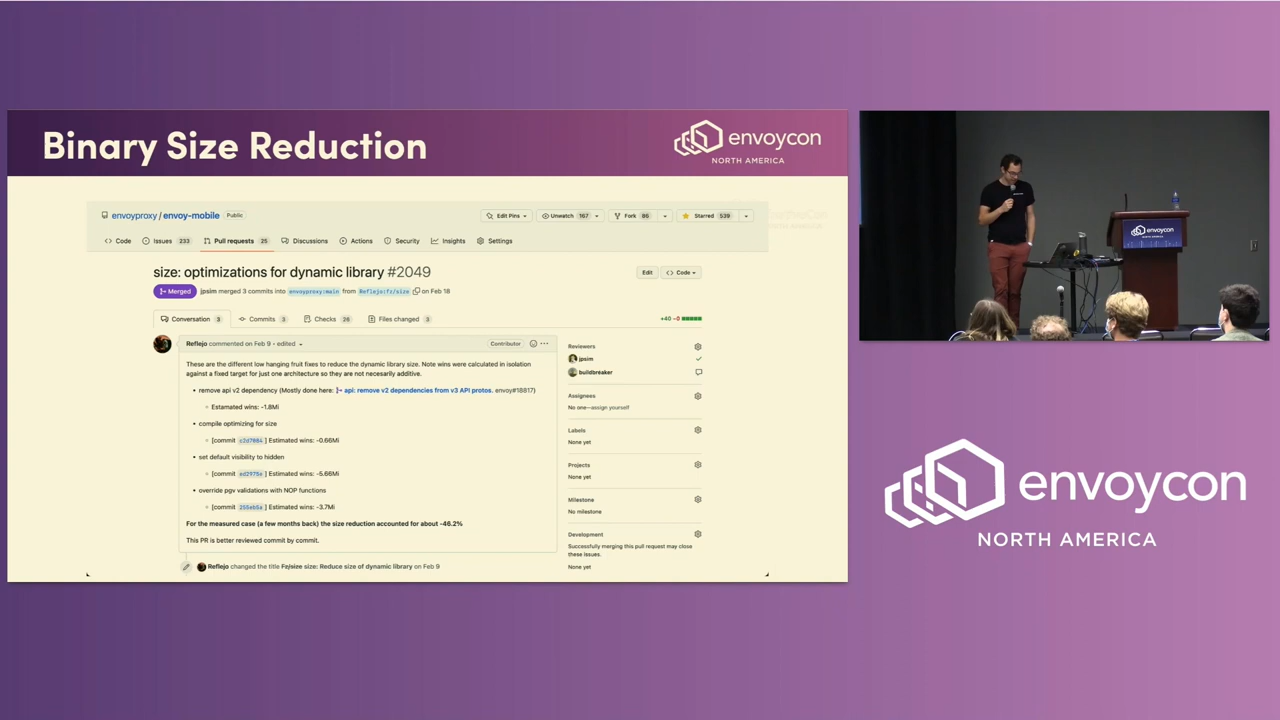 Binary Size Reduction
envoycon
NORTH AMERICA
envoyproxy / envoy-mobile Public
Edit Pins Unwatch 167 Fork 86 Starred 539
Code Issues 233 Pull requests 25 Discussions Actions Security Insights Settings
size: optimizations for dynamic library #2049
Edit Code
Merged jpsim merged 3 commits into envoyproxy:main from Reflejo:fz/size on Feb 18
Conversation 3 Commits 3 Checks 26 Files changed 3
+40 −0
Reflejo commented on Feb 9 • edited
Contributor
These are the different low hanging fruit fixes to reduce the dynamic library size. Note wins were calculated in isolation
against a fixed target for just one architecture so they are not necesarily additive.
• remove api v2 dependency (Mostly done here: api: remove v2 dependencies from v3 API protos. envoy#18817)
Estamated wins: -1.8Mi
• compile optimizing for size
[commit c2d7084 ] Estimated wins: -0.66Mi
• set default visibility to hidden
[commit ad2975e ] Estimated wins: -5.66Mi
• override pgv validations with NOP functions
[commit 255eb5a ] Estimated wins: -3.7Mi
For the measured case (a few months back) the size reduction accounted for about -46.2%
This PR is better reviewed commit by commit.
Reflejo changed the title Fz/size size: Reduce size of dynamic library on Feb 9
Reviewers
jpsim
buildbreaker
Assignees
No one—assign yourself
Labels
None yet
Projects
None yet
Milestone
No milestone
Development
Successfully merging this pull request may close
these issues.
None yet
envoycon
envoycon
NORTH AMERICA